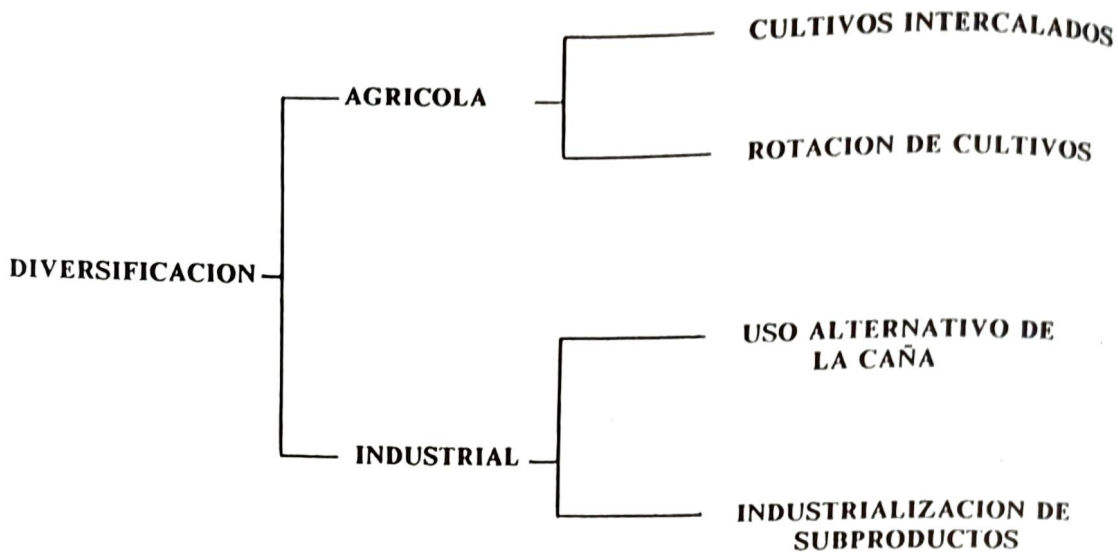 CULTIVOS INTERCALADOS
AGRICOLA
ROTACION DE CULTIVOS
DIVERSIFICACION
USO ALTERNATIVO DE
LA CAÑA
INDUSTRIAL
INDUSTRIALIZACION DE
SUBPRODUCTOS